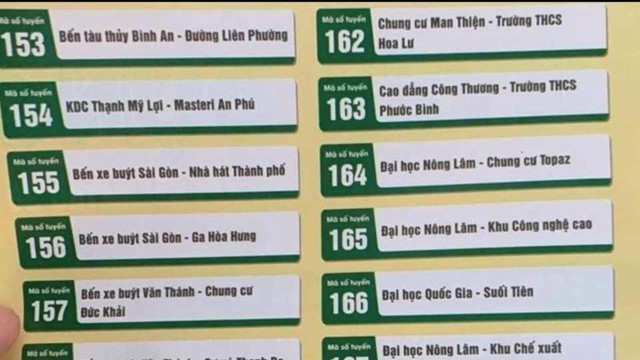 Mã số tuyến
153
Bến tàu thủy Bình An - Đường Liên Phường
Mã số tuyến
154
KDC Thạnh Mỹ Lợi - Masteri An Phú
Mã số tuyến
155
Bến xe buýt Sài Gòn - Nhà hát Thành phố
Mã số tuyến
156
Bến xe buýt Sài Gòn - Ga Hòa Hưng
Mã số tuyến
157
Bến xe buýt Văn Thánh - Chung cư
Đức Khải
Mã số tuyến
Mã số tuyến
162
Chung cư Man Thiện - Trường THCS
Hoa Lư
Mã số tuyến
163
Cao đẳng Công Thương - Trường THCS
Phước Bình
Mã số tuyến
164
Đại học Nông Lâm - Chung cư Topaz
Mã số tuyến
165
Đại học Nông Lâm - Khu Công nghệ cao
Mã số tuyến
166
Đại học Quốc Gia - Suối Tiên
Mã số tuyến
Đại học Nông Lâm - Khu Chế xuất